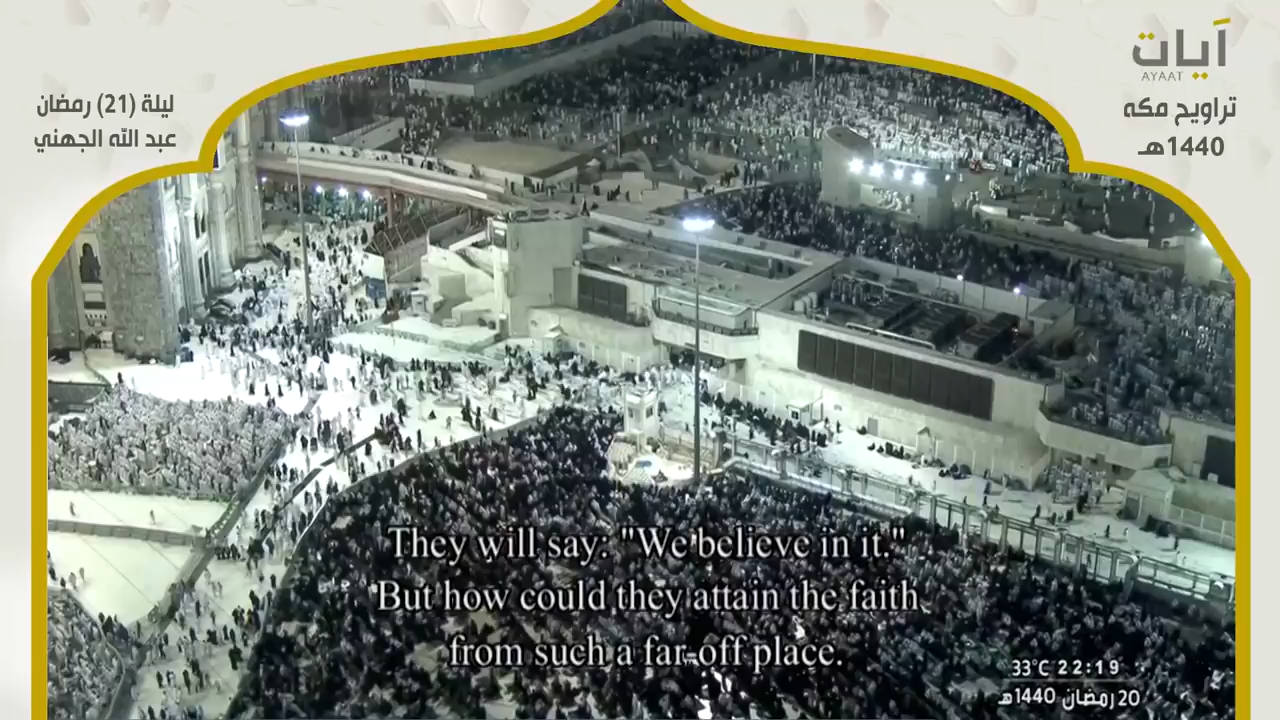 آيات
AYAAT
تراويح مكه
1440هـ
ليلة (21) رمضان
عبد الله الجهني
They will say: "We believe in it."
But how could they attain the faith
from such a far-off place.
33°C 22:19
20 رمضان 1440هـ